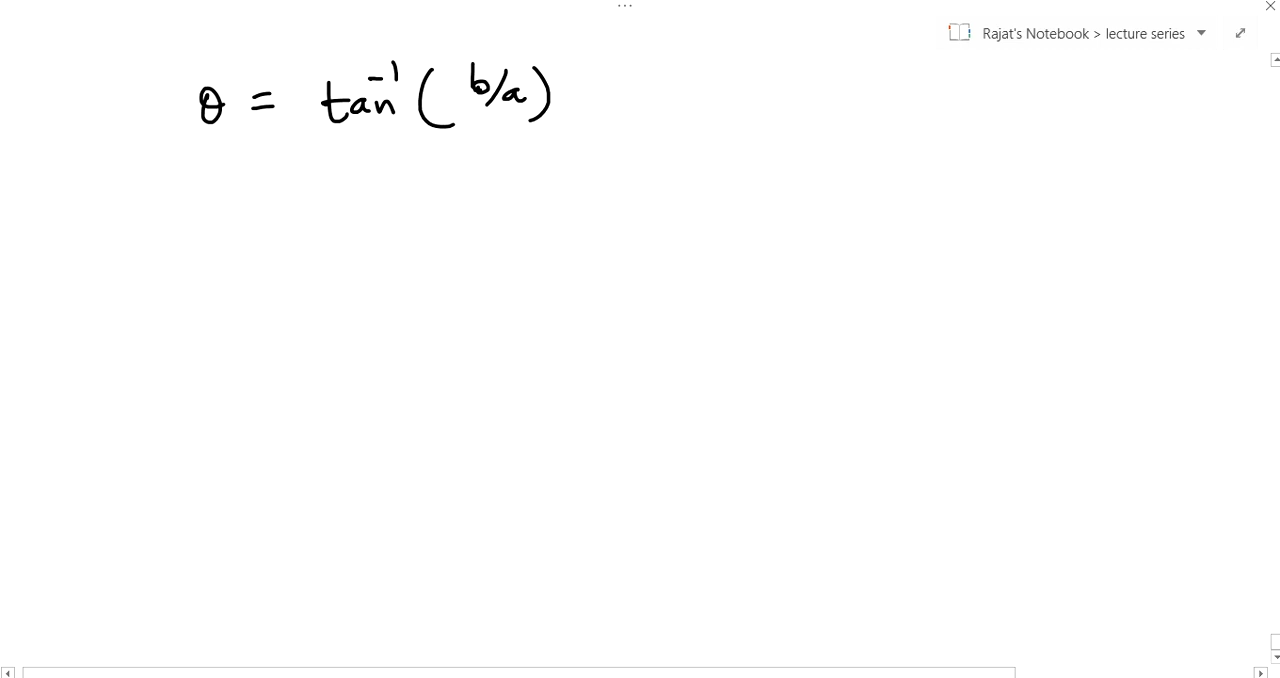 Rajat's Notebook > lecture series
θ = tan⁻¹ ( b/a )